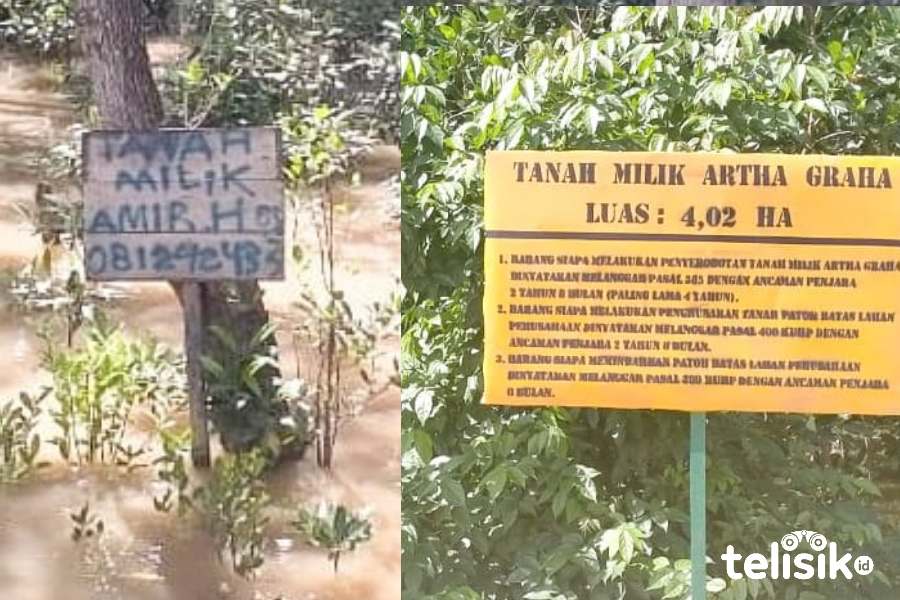 TANAH
MILIK
AMIR.H
TANAH MILIK ARTHA GRAHA
LUAS : 4,02 HA
1. BARANG SIAPA MELAKUKAN PENYEROBOTAN TANAH MILIK ARTHA GRAHA
DINYATAKAN MELANGGAR PASAL 385 DENGAN ANCAMAN PENJARA
2 TAHUN 8 BULAN (PALING LAMA 4 TAHUN).
2. BARANG SIAPA MELAKUKAN PENGRUSAKAN PATOK BATAS LAHAN
PERUSAHAAN DINYATAKAN MELANGGAR PASAL 406 KUHP DENGAN
ANCAMAN PENJARA 2 TAHUN 8 BULAN.
3. BARANG SIAPA MEMINDAHKAN PATOK BATAS LAHAN PERUSAHAAN
DINYATAKAN MELANGGAR PASAL KUHP DENGAN ANCAMAN PENJARA
BULAN.
telisik id